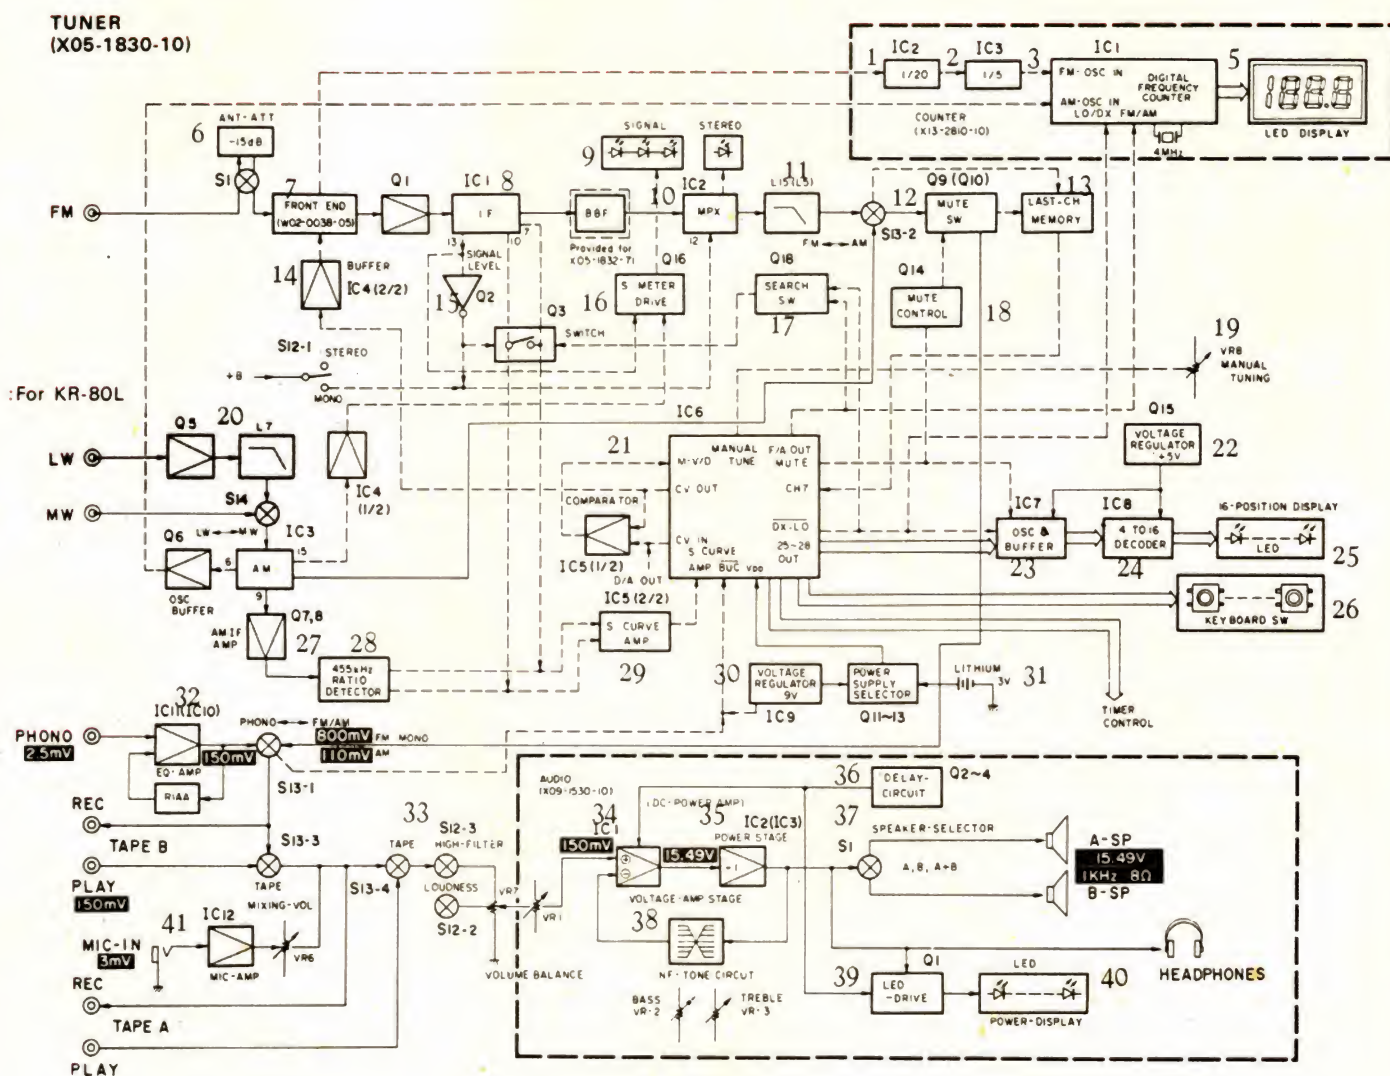 TUNER
(X05-1830-10)
1
IC2
1/20
2
IC3
1/5
3
IC1
FM-OSC IN
DIGITAL
FREQUENCY
COUNTER
AM-OSC IN
LO/DX FM/AM
5
188.8
LED DISPLAY
COUNTER
(X13-2810-10)
4MHz
6
ANT-ATT
-15dB
S1
FM
7
FRONT END
(W02-0038-05)
Q1
IC1
8
IF
13
10
7
BBF
Provided for
X05-1832-71
9
SIGNAL
STEREO
10
IC2
MPX
12
11
L15(L5)
FM ↔ AM
S13-2
12
Q9 (Q10)
MUTE
SW
13
LAST-CH
MEMORY
14
BUFFER
IC4 (2/2)
SIGNAL
LEVEL
15
Q2
Q3
SWITCH
16
Q16
S METER
DRIVE
Q18
SEARCH
SW
17
Q14
MUTE
CONTROL
18
19
VR8
MANUAL
TUNING
S12-1
STEREO
+B
MONO
:For KR-80L
Q5
20
L7
LW
S14
MW
LW ↔ MW
IC4
(1/2)
Q6
IC3
15
6
AM
9
OSC
BUFFER
Q7,8
AM IF
AMP
27
28
455kHz
RATIO
DETECTOR
21
COMPARATOR
IC5 (1/2)
D/A OUT
IC5 (2/2)
S CURVE
AMP
29
IC6
MANUAL
TUNE
F/A OUT
M-V/D
MUTE
CV OUT
CH7
DX-LO
CV IN
25~28
OUT
S CURVE
AMP
BUC
VDD
Q15
VOLTAGE
REGULATOR
+5V
22
IC7
OSC &
BUFFER
23
IC8
4 TO 16
DECODER
24
16-POSITION DISPLAY
LED
25
26
KEYBOARD SW
30
VOLTAGE
REGULATOR
9V
IC9
POWER
SUPPLY
SELECTOR
Q11~13
LITHIUM
3V
31
TIMER
CONTROL
32
IC11(IC10)
PHONO
2.5mV
150mV
EQ-AMP
RIAA
PHONO ↔ FM/AM
800mV
FM MONO
110mV
AM
S13-1
REC
TAPE B
S13-3
PLAY
150mV
TAPE
MIXING-VOL
33
TAPE
S13-4
S12-3
HIGH-FILTER
LOUDNESS
S12-2
VR7
VR1
VOLUME BALANCE
MIC-IN
3mV
41
IC12
MIC-AMP
VR6
REC
TAPE A
PLAY
AUDIO
(X09-1530-10)
34
IC1
150mV
(DC-POWER AMP)
35
IC2(IC3)
POWER STAGE
15.49V
-1
VOLTAGE-AMP STAGE
36
DELAY-
CIRCUIT
Q2~4
37
S1
SPEAKER-SELECTOR
A, B, A+B
A-SP
15.49V
1KHz 8Ω
B-SP
38
NF-TONE CIRCUT
BASS
VR-2
TREBLE
VR-3
39
Q1
LED
-DRIVE
LED
40
POWER-DISPLAY
HEADPHONES